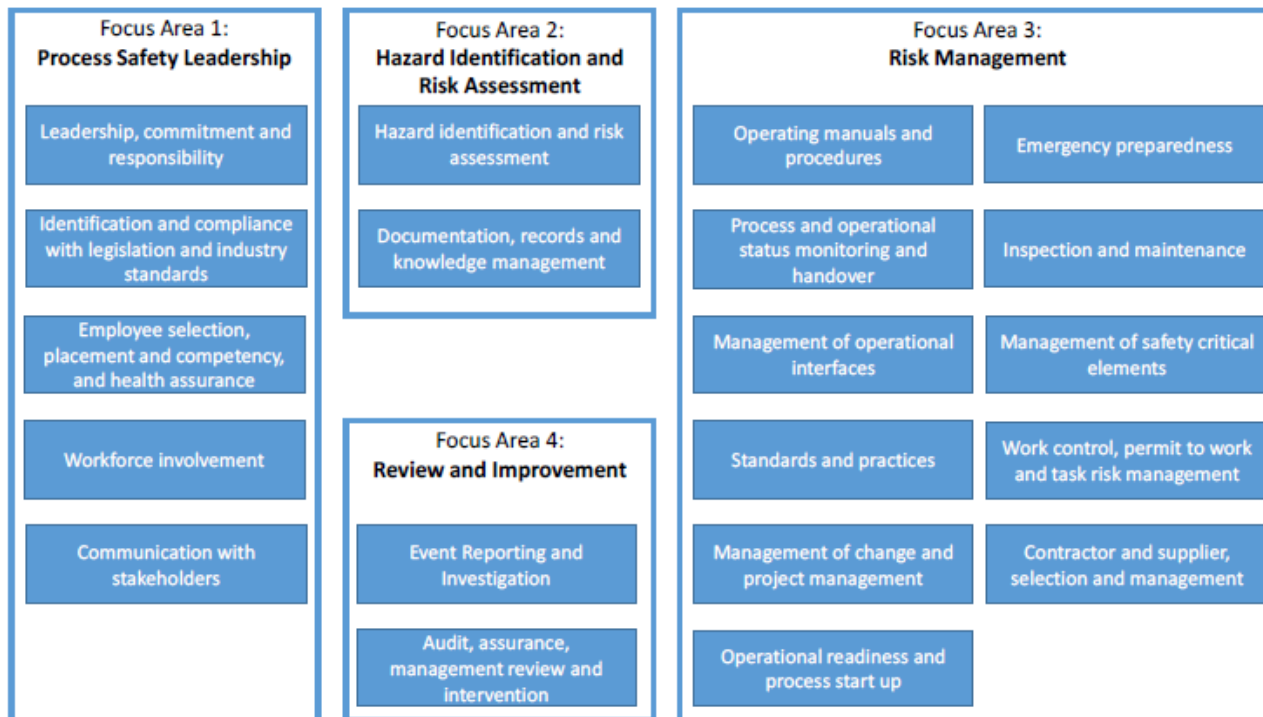 Focus Area 1:
Process Safety Leadership
Leadership, commitment and
responsibility
Identification and compliance
with legislation and industry
standards
Employee selection,
placement and competency,
and health assurance
Workforce involvement
Communication with
stakeholders
Focus Area 2:
Hazard Identification and
Risk Assessment
Hazard identification and risk
assessment
Documentation, records and
knowledge management
Focus Area 4:
Review and Improvement
Event Reporting and
Investigation
Audit, assurance,
management review and
intervention
Focus Area 3:
Risk Management
Operating manuals and
procedures
Process and operational
status monitoring and
handover
Management of operational
interfaces
Standards and practices
Management of change and
project management
Operational readiness and
process start up
Emergency preparedness
Inspection and maintenance
Management of safety critical
elements
Work control, permit to work
and task risk management
Contractor and supplier,
selection and management